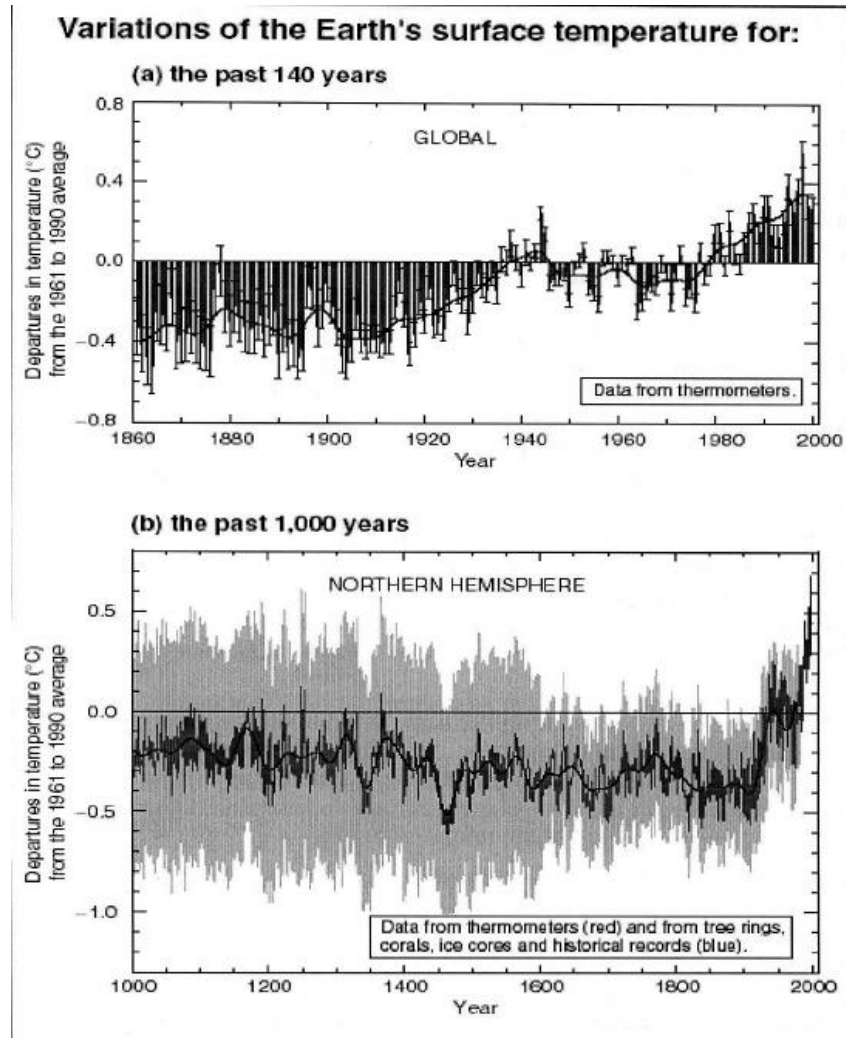 Variations of the Earth's surface temperature for:
(a) the past 140 years
GLOBAL
Departures in temperature (°C)
from the 1961 to 1990 average
0.8
0.4
0.0
−0.4
−0.8
Data from thermometers.
1860 1880 1900 1920 1940 1960 1980 2000
Year
(b) the past 1,000 years
NORTHERN HEMISPHERE
Departures in temperature (°C)
from the 1961 to 1990 average
0.5
0.0
−0.5
−1.0
Data from thermometers (red) and from tree rings,
corals, ice cores and historical records (blue).
1000 1200 1400 1600 1800 2000
Year